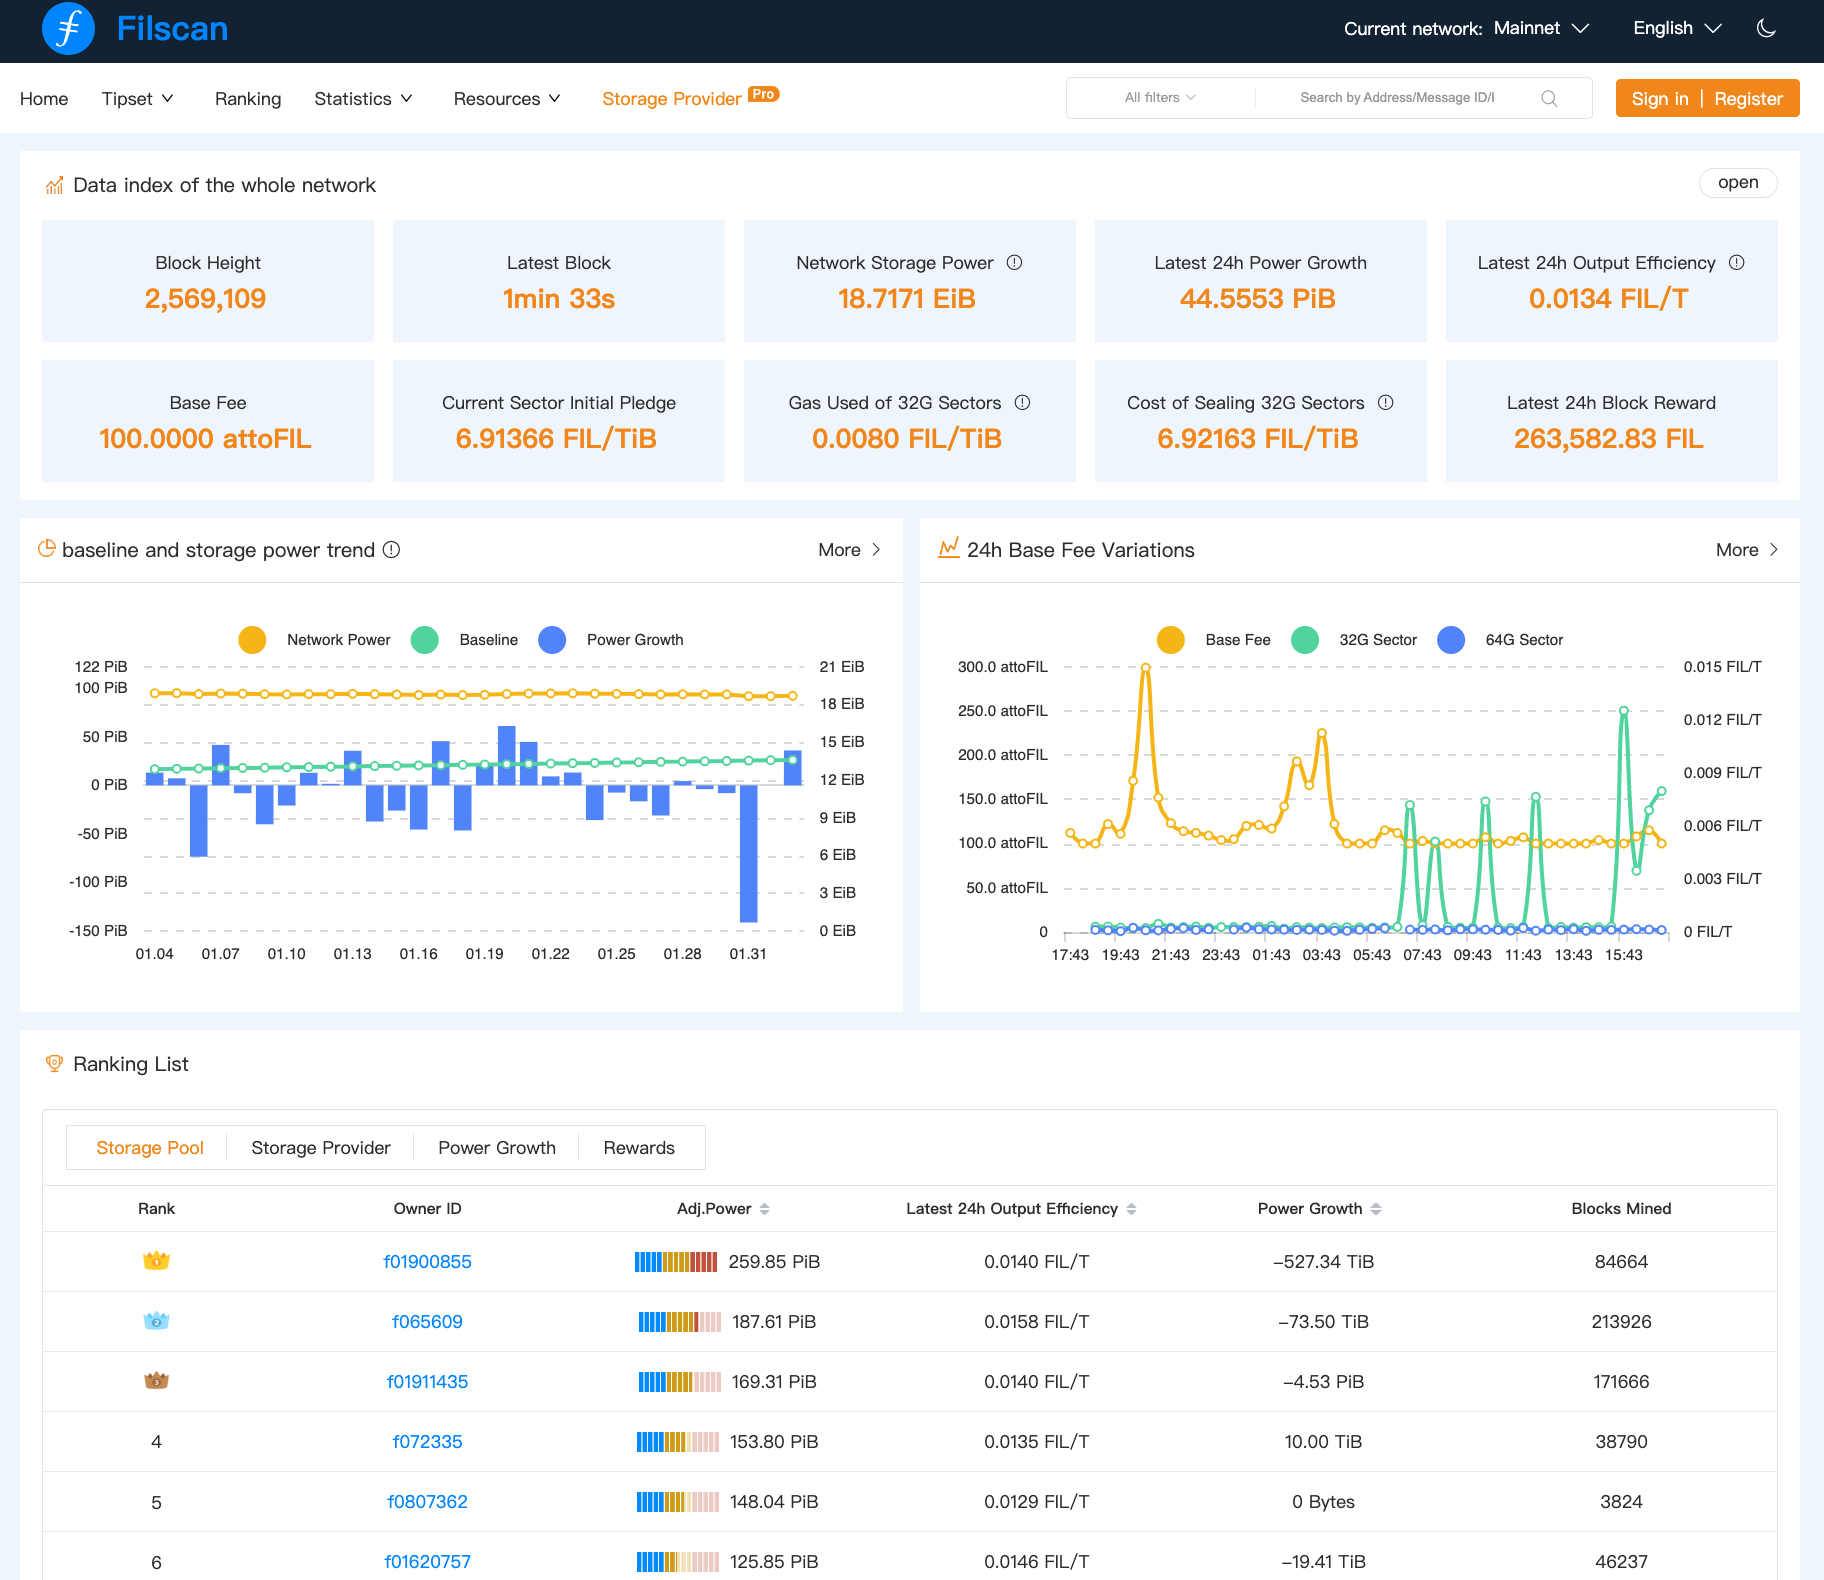 Filscan
Current network: Mainnet English
Home Tipset Ranking Statistics Resources Storage Provider Pro All filters Search by Address/Message ID/I Sign in | Register
Data index of the whole network
open
Block Height
2,569,109
Latest Block
1min 33s
Network Storage Power
18.7171 EiB
Latest 24h Power Growth
44.5553 PiB
Latest 24h Output Efficiency
0.0134 FIL/T
Base Fee
100.0000 attoFIL
Current Sector Initial Pledge
6.91366 FIL/TiB
Gas Used of 32G Sectors
0.0080 FIL/TiB
Cost of Sealing 32G Sectors
6.92163 FIL/TiB
Latest 24h Block Reward
263,582.83 FIL
baseline and storage power trend
More
Network Power Baseline Power Growth
122 PiB
100 PiB
50 PiB
0 PiB
-50 PiB
-100 PiB
-150 PiB
21 EiB
18 EiB
15 EiB
12 EiB
9 EiB
6 EiB
3 EiB
0 EiB
01.04 01.07 01.10 01.13 01.16 01.19 01.22 01.25 01.28 01.31
24h Base Fee Variations
More
Base Fee 32G Sector 64G Sector
300.0 attoFIL
250.0 attoFIL
200.0 attoFIL
150.0 attoFIL
100.0 attoFIL
50.0 attoFIL
0
0.015 FIL/T
0.012 FIL/T
0.009 FIL/T
0.006 FIL/T
0.003 FIL/T
0 FIL/T
17:43 19:43 21:43 23:43 01:43 03:43 05:43 07:43 09:43 11:43 13:43 15:43
Ranking List
Storage Pool Storage Provider Power Growth Rewards
Rank Owner ID Adj.Power Latest 24h Output Efficiency Power Growth Blocks Mined
1 f01900855 259.85 PiB 0.0140 FIL/T -527.34 TiB 84664
2 f065609 187.61 PiB 0.0158 FIL/T -73.50 TiB 213926
3 f01911435 169.31 PiB 0.0140 FIL/T -4.53 PiB 171666
4 f072335 153.80 PiB 0.0135 FIL/T 10.00 TiB 38790
5 f0807362 148.04 PiB 0.0129 FIL/T 0 Bytes 3824
6 f01620757 125.85 PiB 0.0146 FIL/T -19.41 TiB 46237